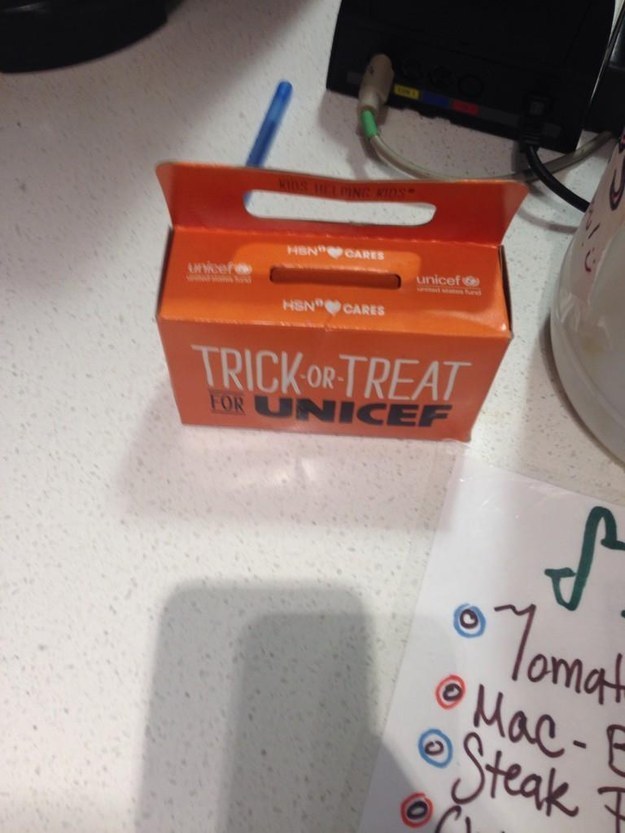 KIDS HELPING KIDS®
HSN CARES
unicef
united states fund
unicef
united states fund
HSN CARES
TRICK-OR-TREAT
FOR UNICEF
Mac-
Steak